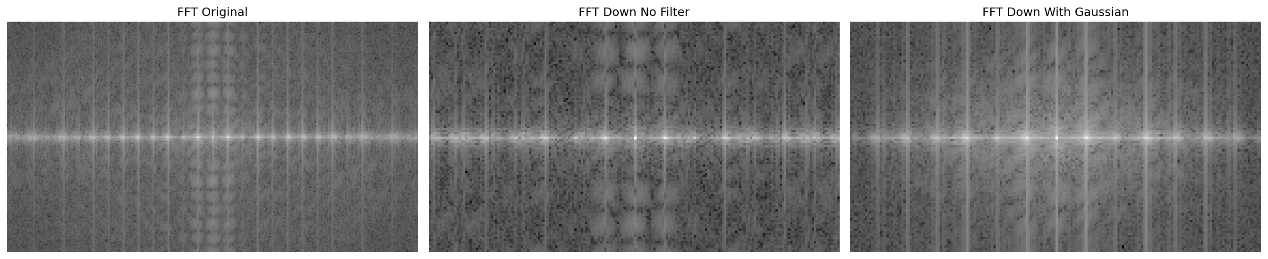 FFT Original
FFT Down No Filter
FFT Down With Gaussian